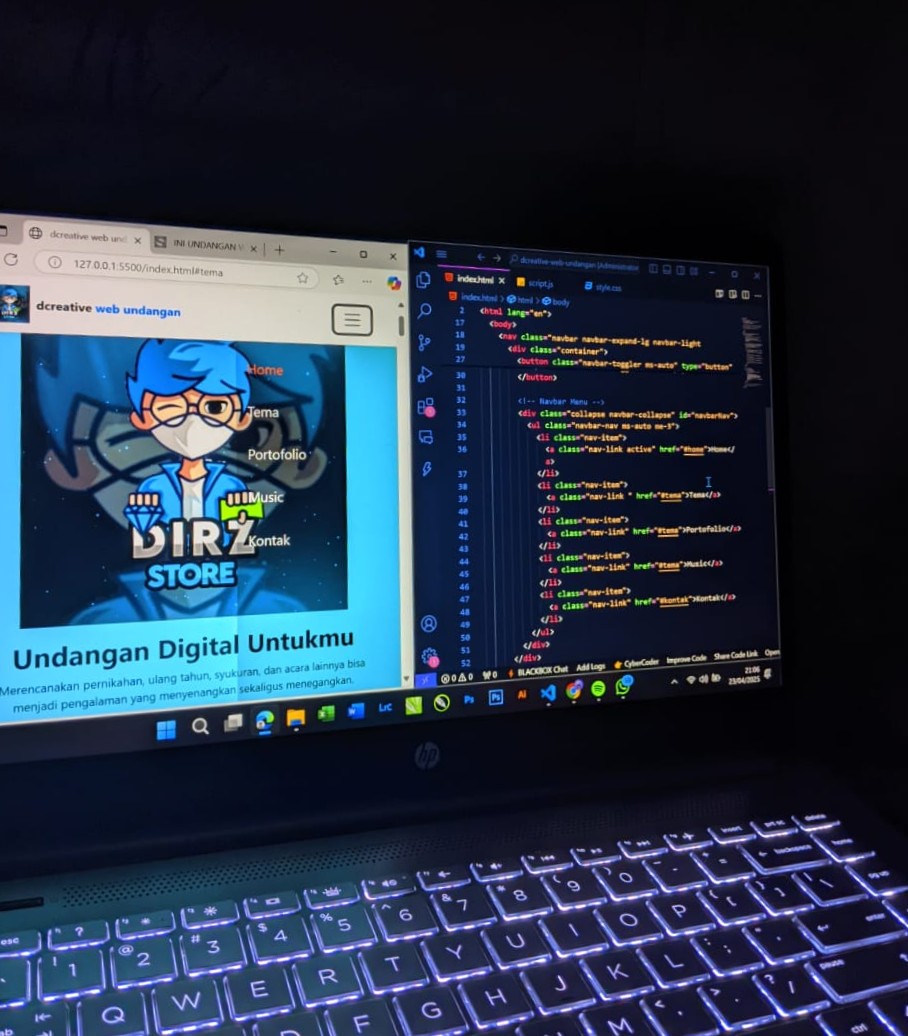 dcreative web und
INI UNDANGAN
127.0.0.1:5500/index.html#tema
dcreative web undangan
Home
Tema
Portofolio
Music
Kontak
DIRZ
STORE
Undangan Digital Untukmu
Merencanakan pernikahan, ulang tahun, syukuran, dan acara lainnya bisa
menjadi pengalaman yang menyenangkan sekaligus menegangkan.
dcreative-web-undangan [Administrator
index.html
script.js
style.css
index.html > html > body
2 <html lang="en">
17 <body>
18 <nav class="navbar navbar-expand-lg navbar-light
19 <div class="container">
27 <button class="navbar-toggler ms-auto" type="button"
30 </button>
31
32 <!-- Navbar Menu -->
33 <div class="collapse navbar-collapse" id="navbarNav">
34 <ul class="navbar-nav ms-auto me-3">
35 <li class="nav-item">
36 <a class="nav-link active" href="#home">Home</
a>
37 </li>
38 <li class="nav-item">
39 <a class="nav-link " href="#tema">Tema</a>
40 </li>
41 <li class="nav-item">
42 <a class="nav-link" href="#tema">Portofolio</a>
43 </li>
44 <li class="nav-item">
45 <a class="nav-link" href="#tema">Music</a>
46 </li>
47 <li class="nav-item">
48 <a class="nav-link" href="#kontak">Kontak</a>
49 </li>
50 </ul>
51 </div>
52 </div>
0 0 0 BLACKBOX Chat Add Logs CyberCoder Improve Code Share Code Link Open
LrC Ps Ps Ai
21:06
23/04/2025
hp
insert prt sc delete
esc ! 1 @ 2 # 3 $ 4 % 5 ^ 6 & 7 * 8 ( 9 ) 0 - + = backspace home
Q W E R T Y U I O P { [ } ] | \ pg up
D F G H J K L : ; " ' enter
M < , > . ? / pause
ctrl